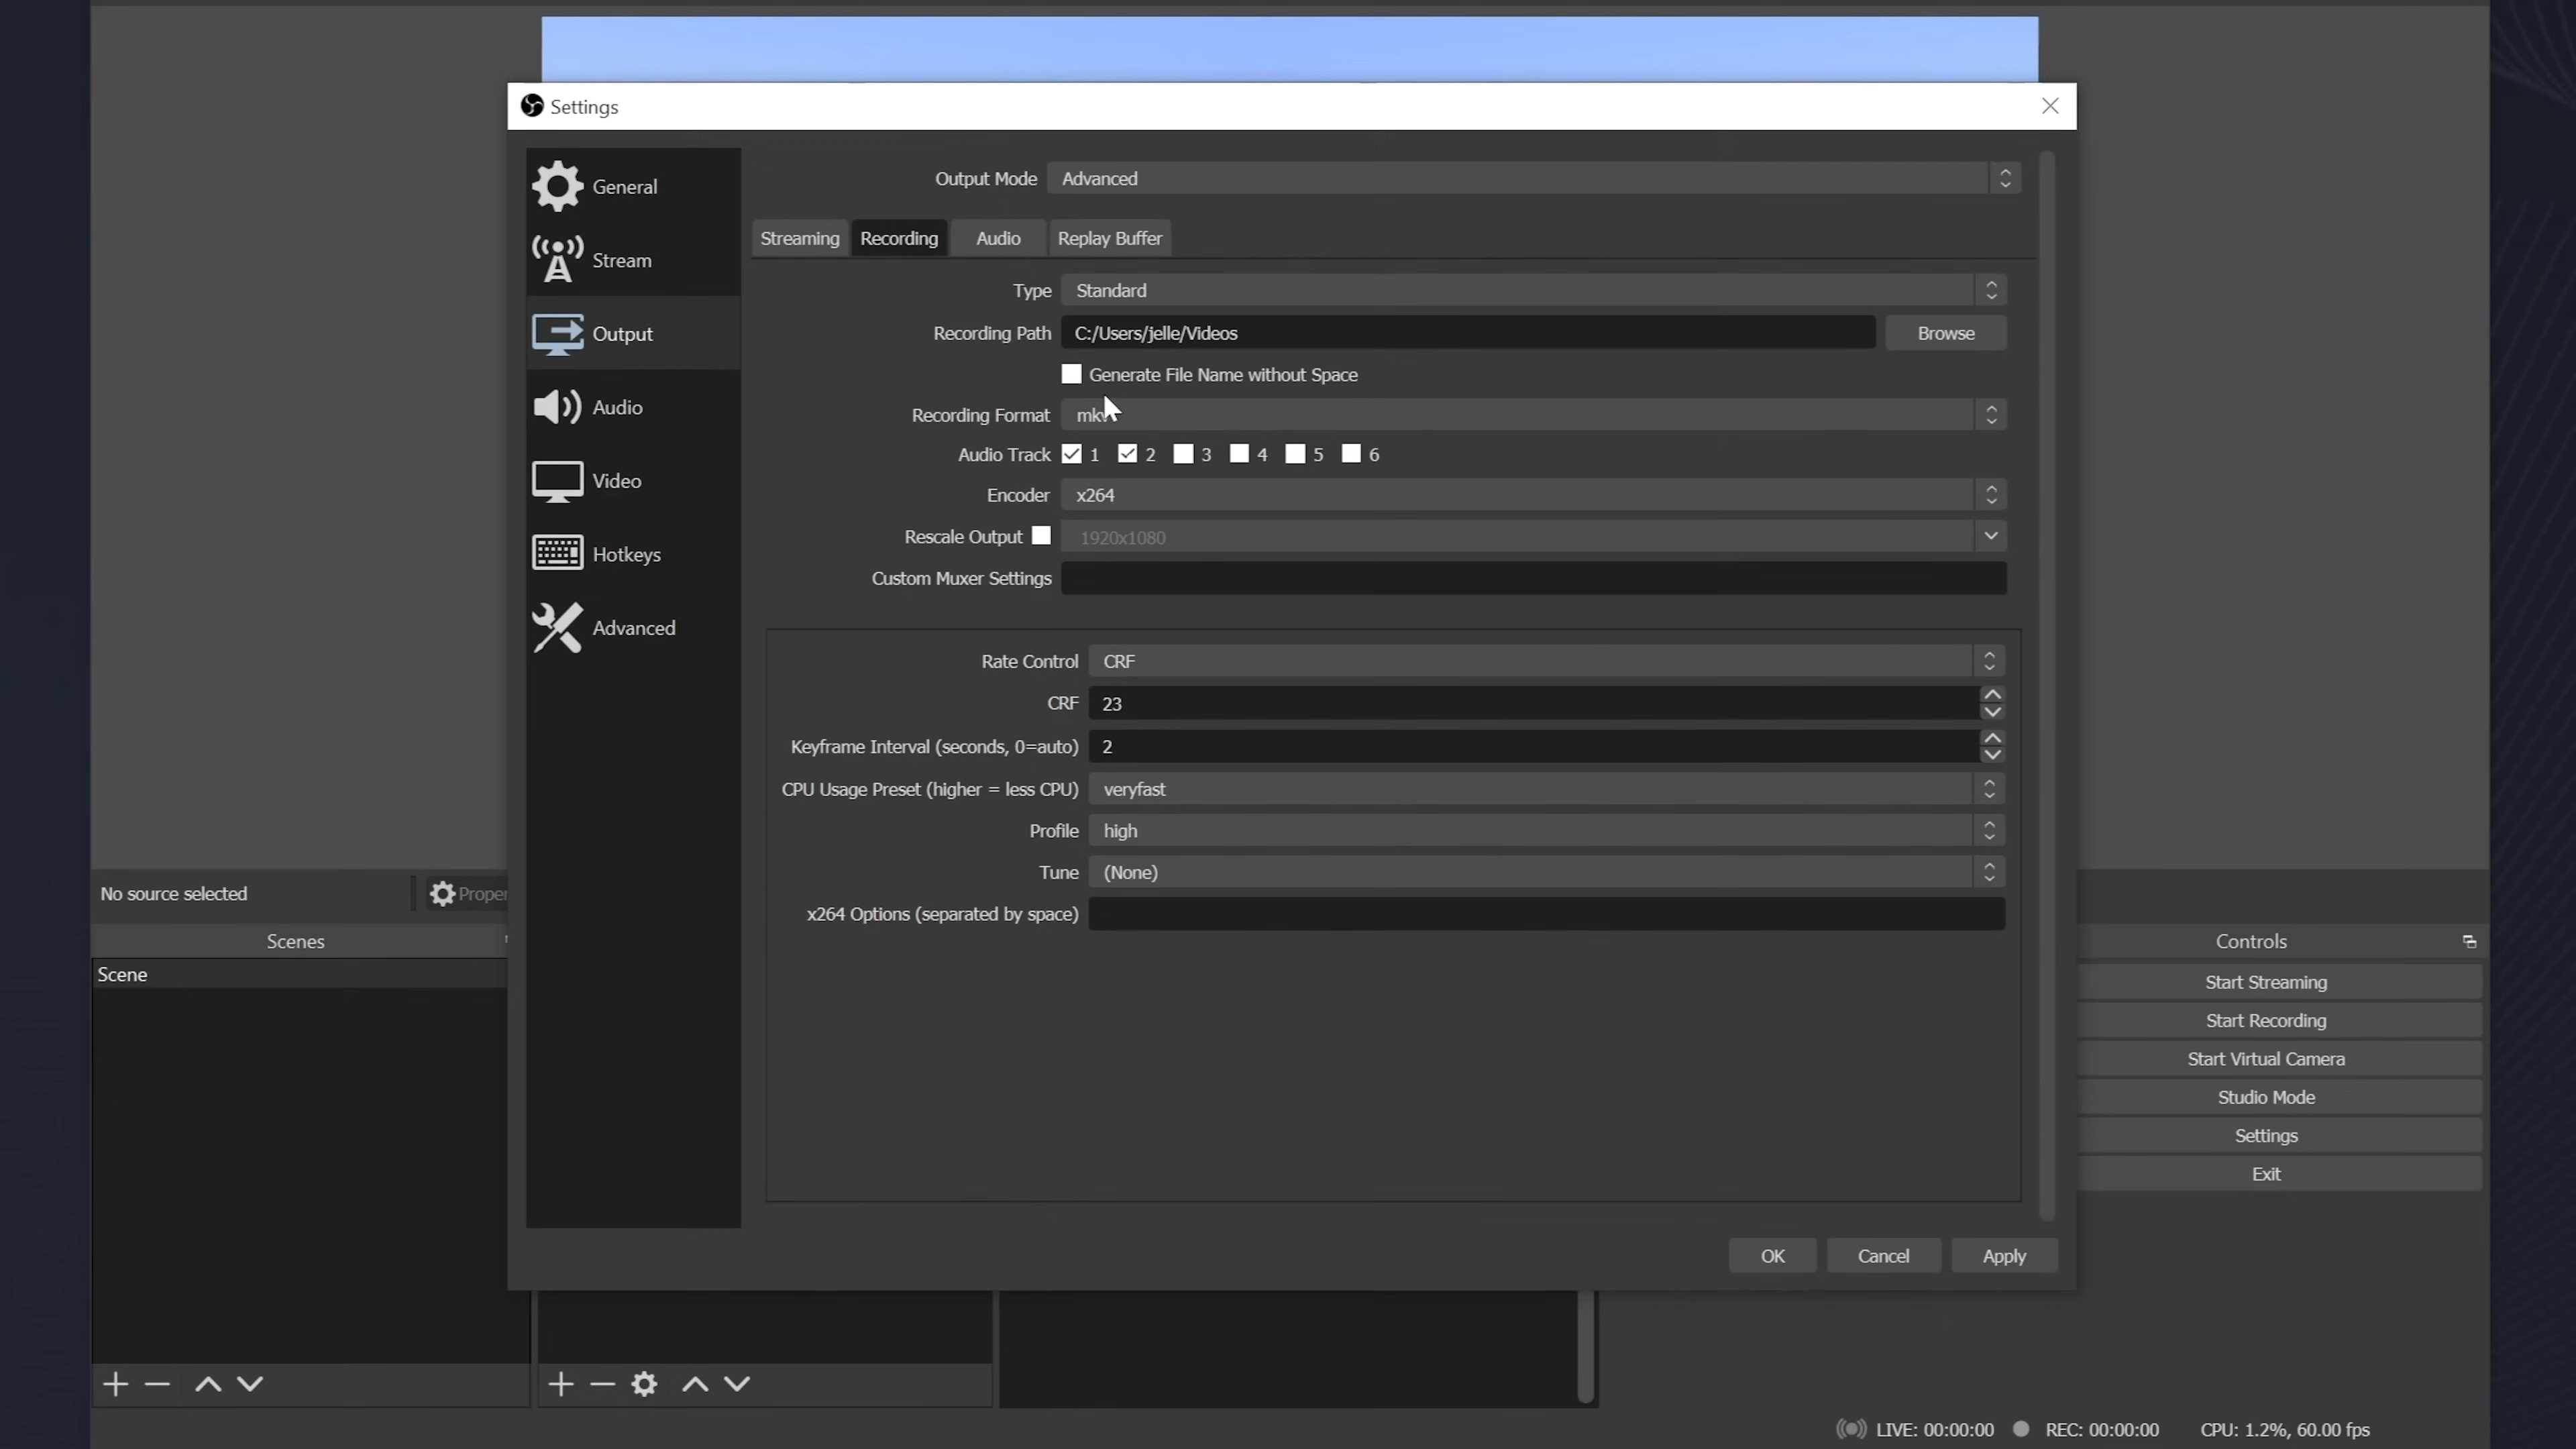 Settings
General
Stream
Output
Audio
Video
Hotkeys
Advanced
Output Mode Advanced
Streaming Recording Audio Replay Buffer
Type Standard
Recording Path C:/Users/jelle/Videos Browse
Generate File Name without Space
Recording Format mkv
Audio Track 1 2 3 4 5 6
Encoder x264
Rescale Output 1920x1080
Custom Muxer Settings
Rate Control CRF
CRF 23
Keyframe Interval (seconds, 0=auto) 2
CPU Usage Preset (higher = less CPU) veryfast
Profile high
Tune (None)
x264 Options (separated by space)
OK Cancel Apply
No source selected Proper
Scenes
Scene
Controls
Start Streaming
Start Recording
Start Virtual Camera
Studio Mode
Settings
Exit
LIVE: 00:00:00 REC: 00:00:00 CPU: 1.2%, 60.00 fps